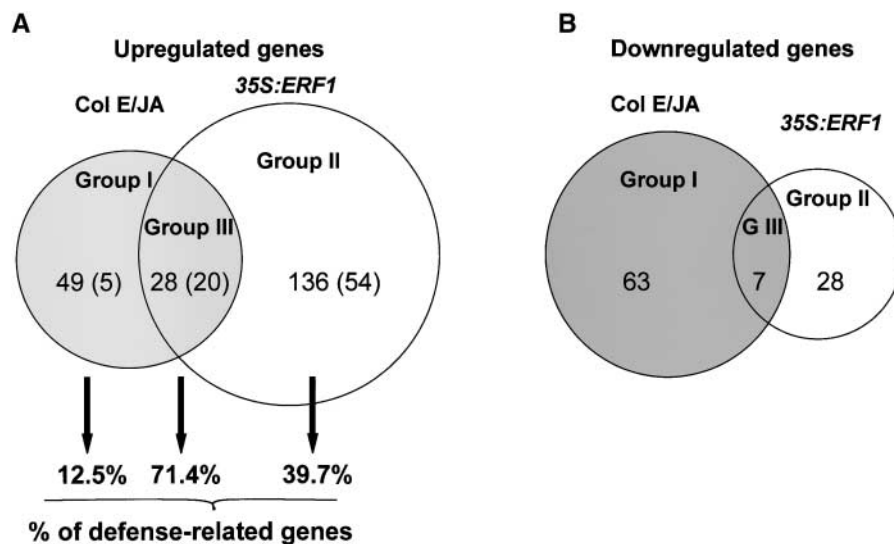 A
Upregulated genes
Col E/JA
35S:ERF1
Group I
Group II
Group III
49 (5)
28 (20)
136 (54)
12.5%
71.4%
39.7%
% of defense-related genes
B
Downregulated genes
Col E/JA
35S:ERF1
Group I
Group II
G III
63
7
28